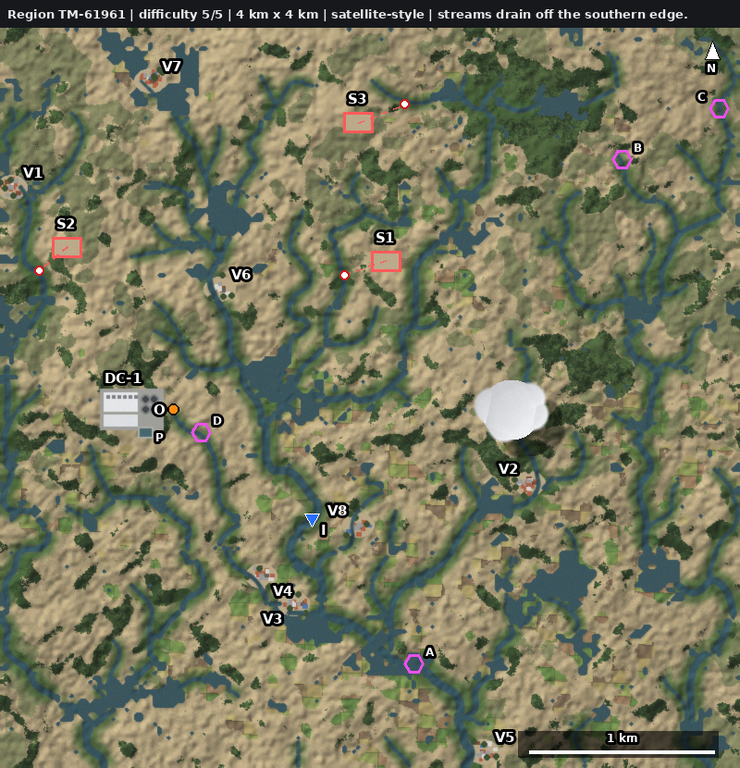 Region TM-61961 | difficulty 5/5 | 4 km x 4 km | satellite-style | streams drain off the southern edge.
N
V7
C
S3
B
V1
S2
S1
V6
DC-1
O
D
P
V2
V8
I
V4
V3
A
V5
1 km